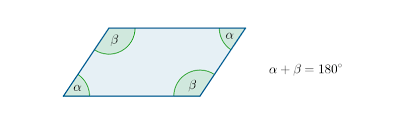 β
α
α + β = 180°
α
β